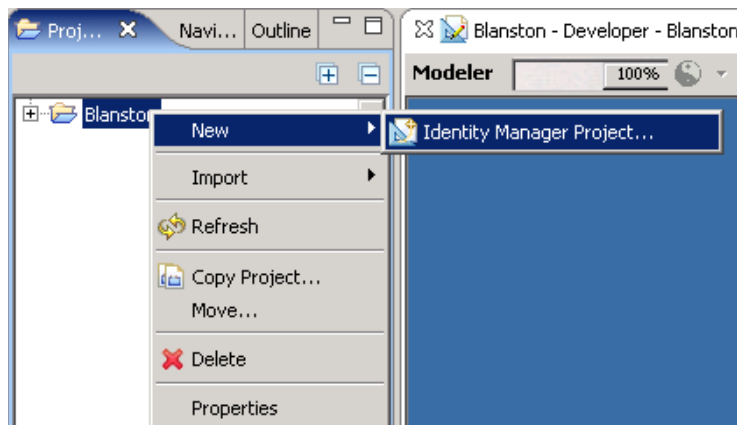 Proj... Navi... Outline
Blanston - Developer - Blanston
Modeler 100%
Blanston
New
Identity Manager Project...
Import
Refresh
Copy Project...
Move...
Delete
Properties